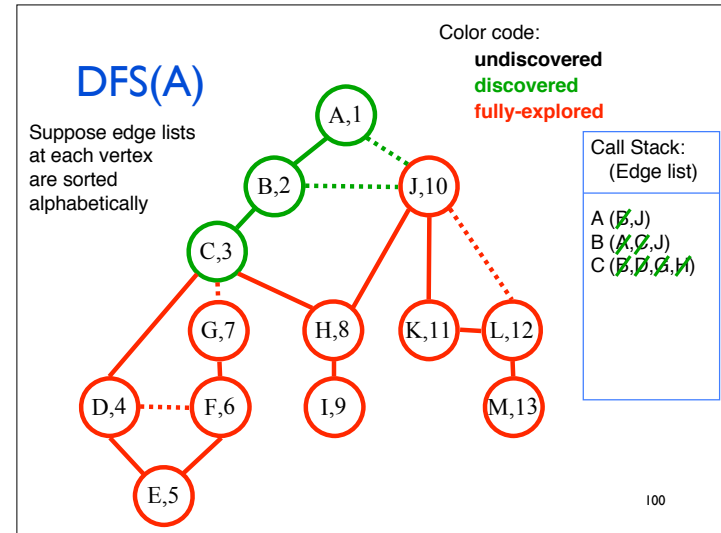 Color code:
undiscovered
discovered
fully-explored
DFS(A)
Suppose edge lists
at each vertex
are sorted
alphabetically
Call Stack:
(Edge list)
A (B,J)
B (A,C,J)
C (B,D,G,H)
A,1
B,2
J,10
C,3
G,7
H,8
K,11
L,12
D,4
F,6
I,9
M,13
E,5
100